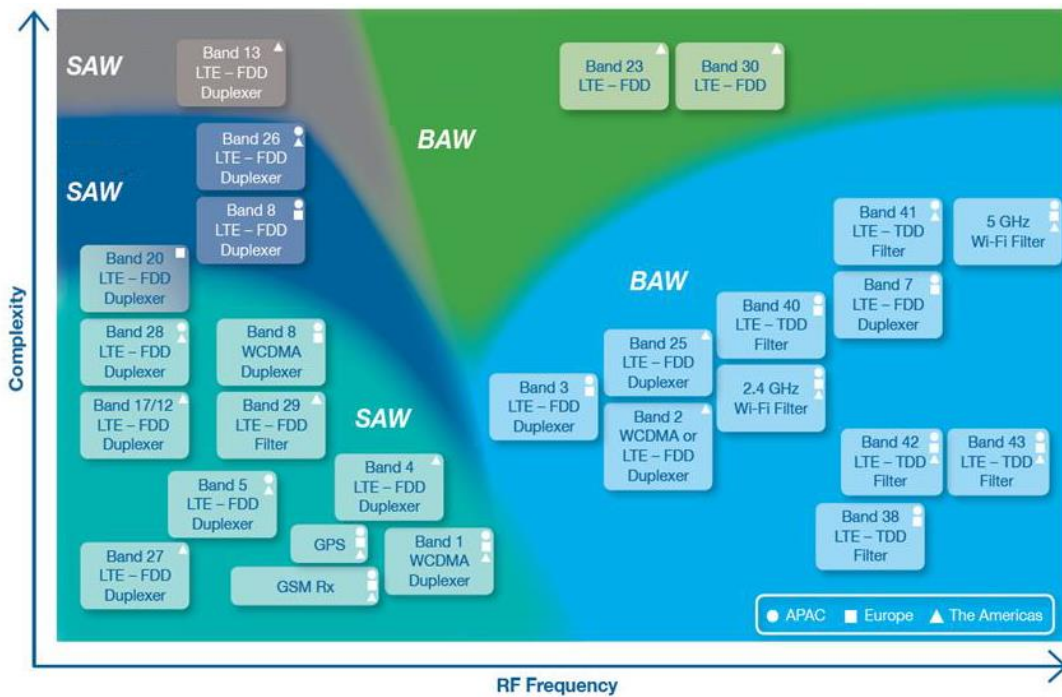 SAW
Band 13
LTE – FDD
Duplexer
Band 23
LTE – FDD
Band 30
LTE – FDD
BAW
Band 26
LTE – FDD
Duplexer
SAW
Band 8
LTE – FDD
Duplexer
Band 41
LTE – TDD
Filter
5 GHz
Wi-Fi Filter
Band 20
LTE – FDD
Duplexer
BAW
Band 7
LTE – FDD
Duplexer
Band 40
LTE – TDD
Filter
Band 28
LTE – FDD
Duplexer
Band 8
WCDMA
Duplexer
Band 25
LTE – FDD
Duplexer
Band 3
LTE – FDD
Duplexer
2.4 GHz
Wi-Fi Filter
Band 17/12
LTE – FDD
Duplexer
Band 29
LTE – FDD
Filter
SAW
Band 2
WCDMA or
LTE – FDD
Duplexer
Band 42
LTE – TDD
Filter
Band 43
LTE – TDD
Filter
Band 4
LTE – FDD
Duplexer
Band 5
LTE – FDD
Duplexer
Band 38
LTE – TDD
Filter
GPS
Band 1
WCDMA
Duplexer
Band 27
LTE – FDD
Duplexer
GSM Rx
APAC Europe The Americas
Complexity
RF Frequency